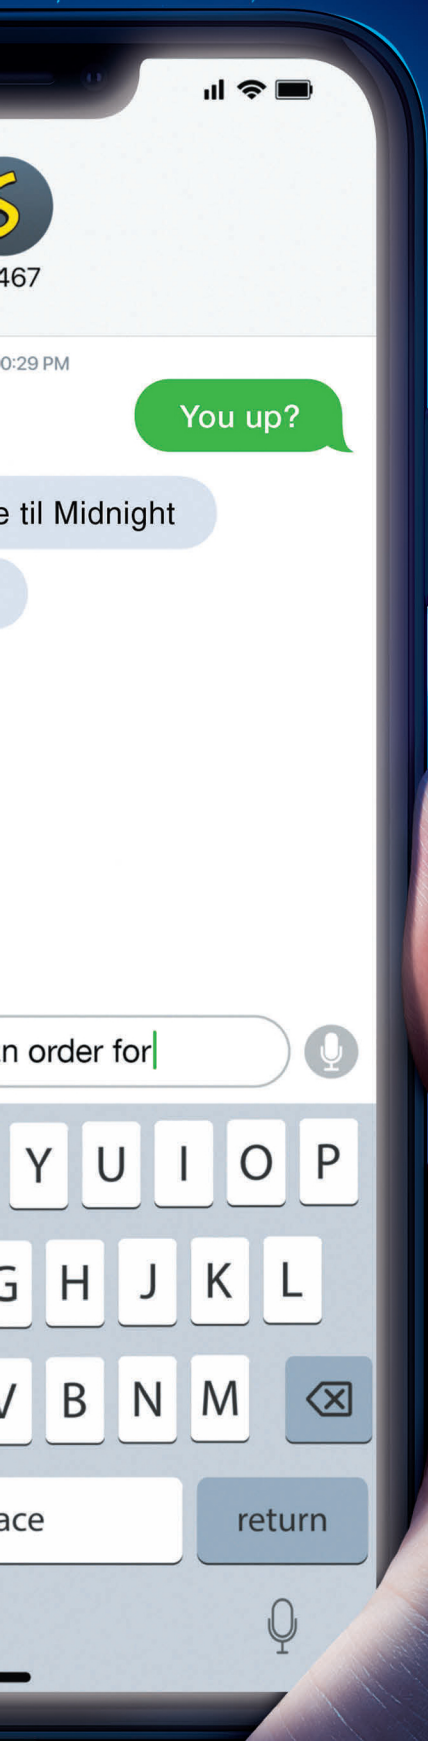 S
467
0:29 PM
You up?
e til Midnight
n order for
Y U I O P
G H J K L
V B N M
ace
return